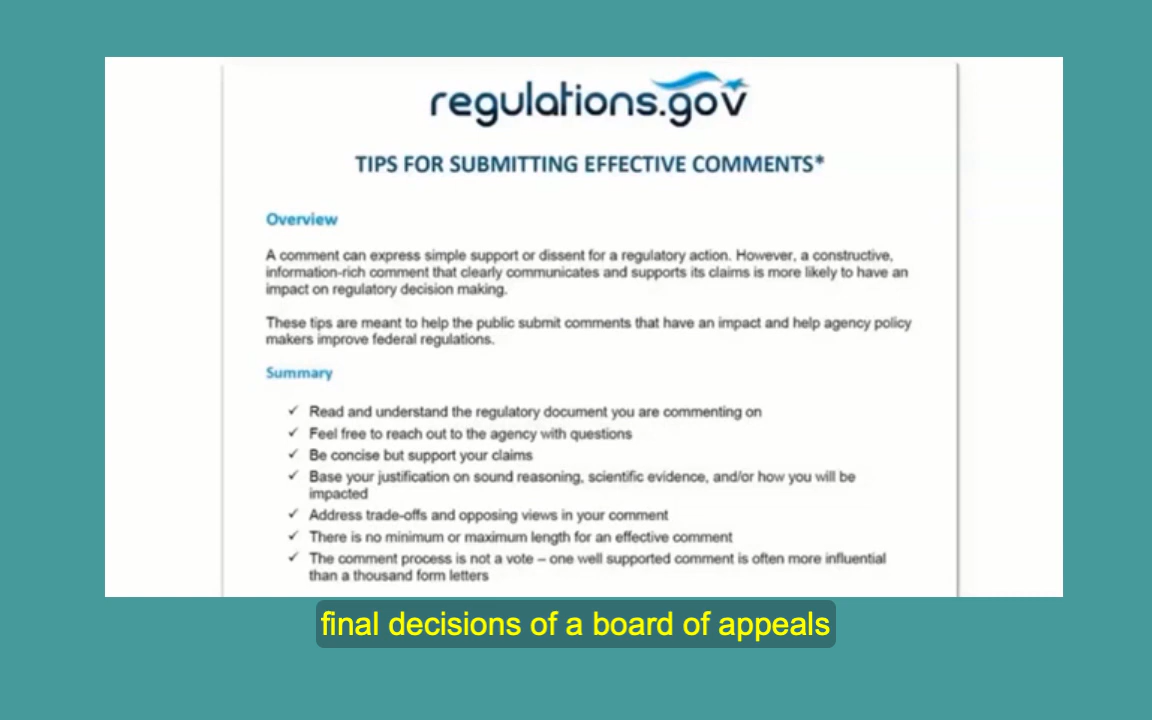 regulations.gov
TIPS FOR SUBMITTING EFFECTIVE COMMENTS*
Overview
A comment can express simple support or dissent for a regulatory action. However, a constructive,
information-rich comment that clearly communicates and supports its claims is more likely to have an
impact on regulatory decision making.
These tips are meant to help the public submit comments that have an impact and help agency policy
makers improve federal regulations.
Summary
✓ Read and understand the regulatory document you are commenting on
✓ Feel free to reach out to the agency with questions
✓ Be concise but support your claims
✓ Base your justification on sound reasoning, scientific evidence, and/or how you will be
impacted
✓ Address trade-offs and opposing views in your comment
✓ There is no minimum or maximum length for an effective comment
✓ The comment process is not a vote – one well supported comment is often more influential
than a thousand form letters
final decisions of a board of appeals